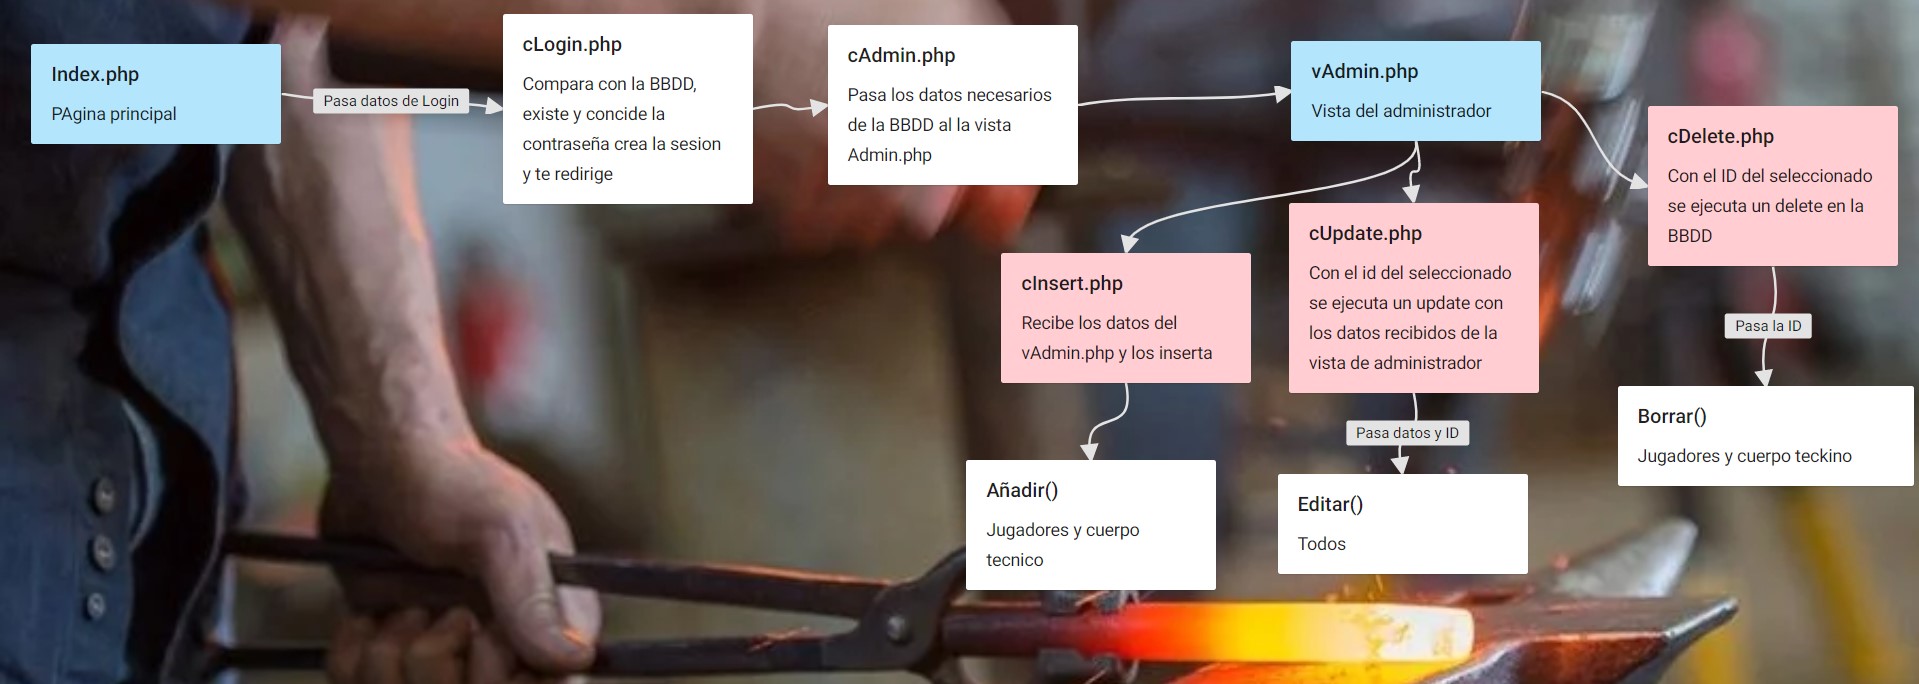 Index.php
PAgina principal
Pasa datos de Login
cLogin.php
Compara con la BBDD,
existe y concide la
contraseña crea la sesion
y te redirige
cAdmin.php
Pasa los datos necesarios
de la BBDD al la vista
Admin.php
vAdmin.php
Vista del administrador
cInsert.php
Recibe los datos del
vAdmin.php y los inserta
Añadir()
Jugadores y cuerpo
tecnico
cUpdate.php
Con el id del seleccionado
se ejecuta un update con
los datos recibidos de la
vista de administrador
Pasa datos y ID
Editar()
Todos
cDelete.php
Con el ID del seleccionado
se ejecuta un delete en la
BBDD
Pasa la ID
Borrar()
Jugadores y cuerpo teckino